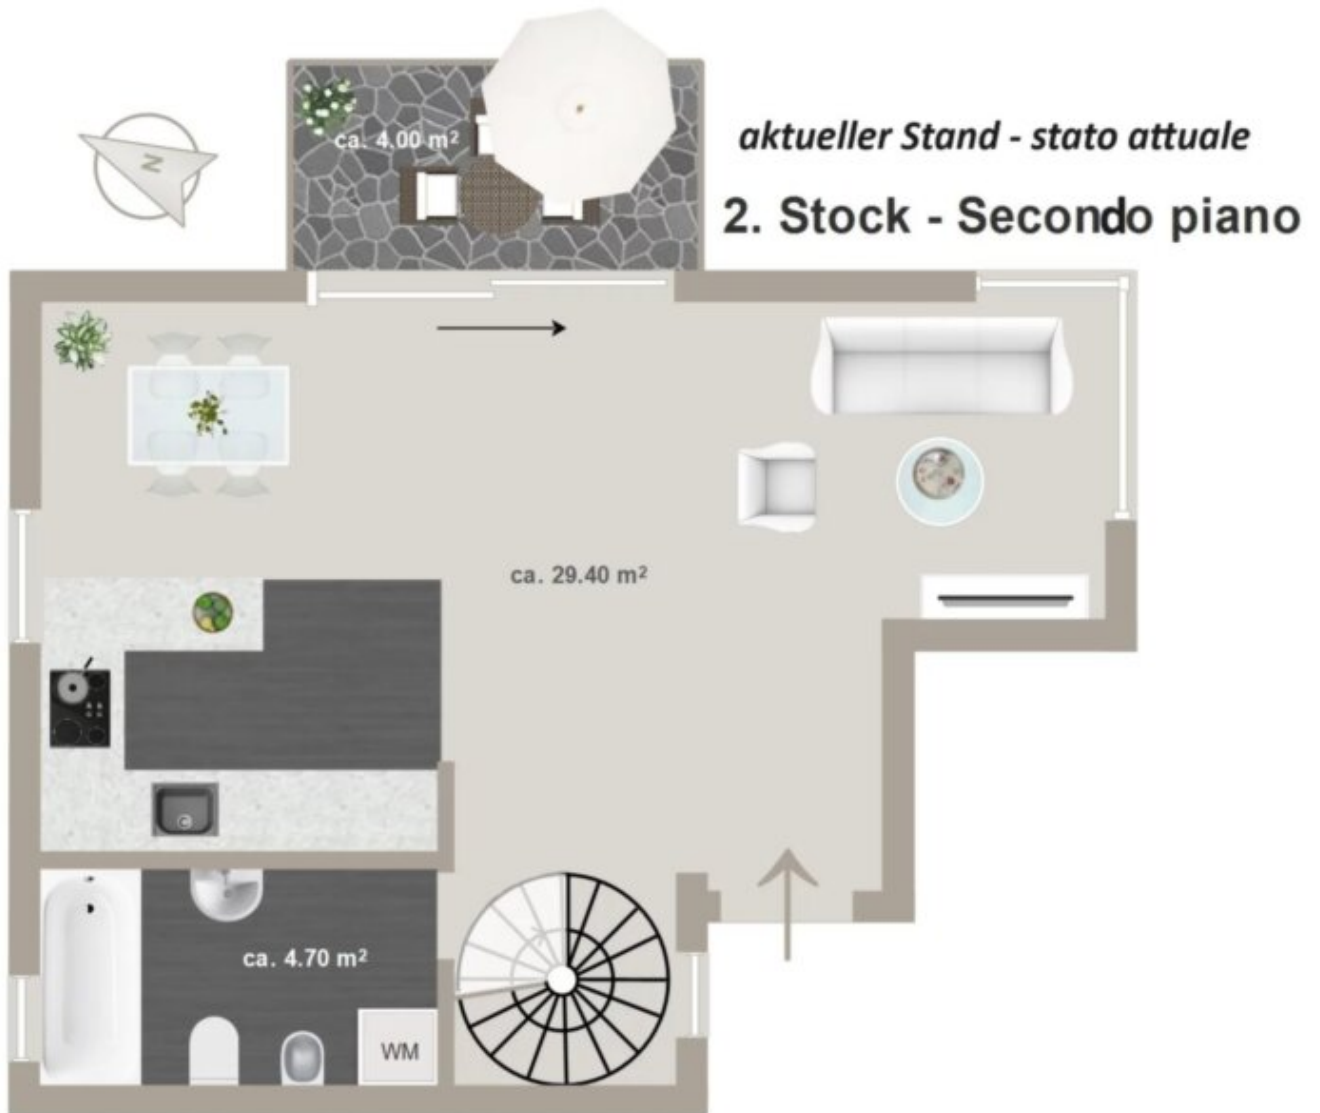 N
ca. 4.00 m²
aktueller Stand - stato attuale
2. Stock - Secondo piano
ca. 29.40 m²
ca. 4.70 m²
WM